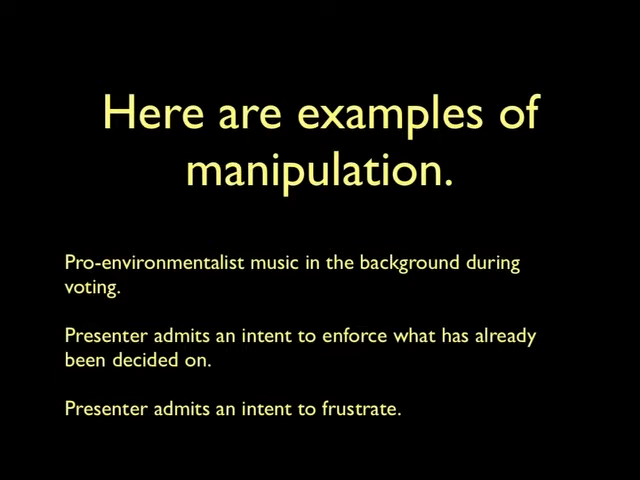 Here are examples of
manipulation.
Pro-environmentalist music in the background during
voting.
Presenter admits an intent to enforce what has already
been decided on.
Presenter admits an intent to frustrate.